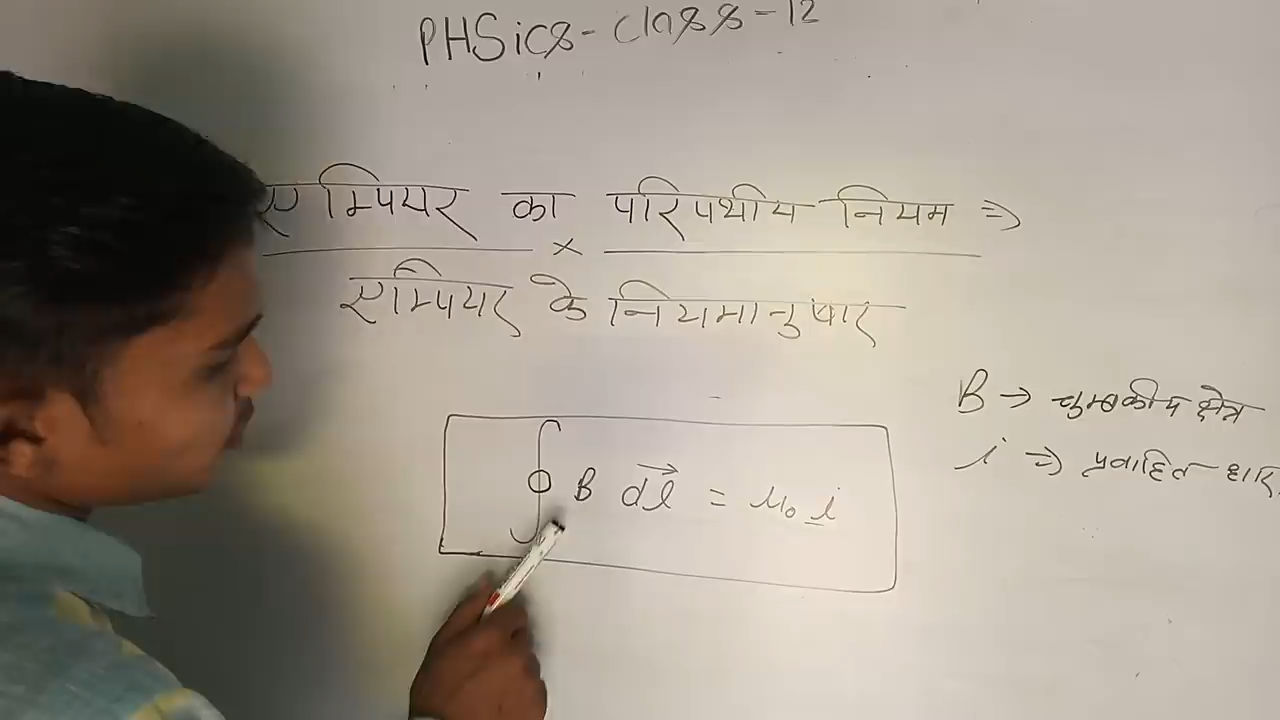 PHSics - Class - 12
एम्पियर का परिपथीय नियम ⇒
×
एम्पियर के नियमानुषार
∮ B dl⃗ = μ₀ i
B → चुम्बकीय क्षेत्र
i ⇒ प्रवाहित धार